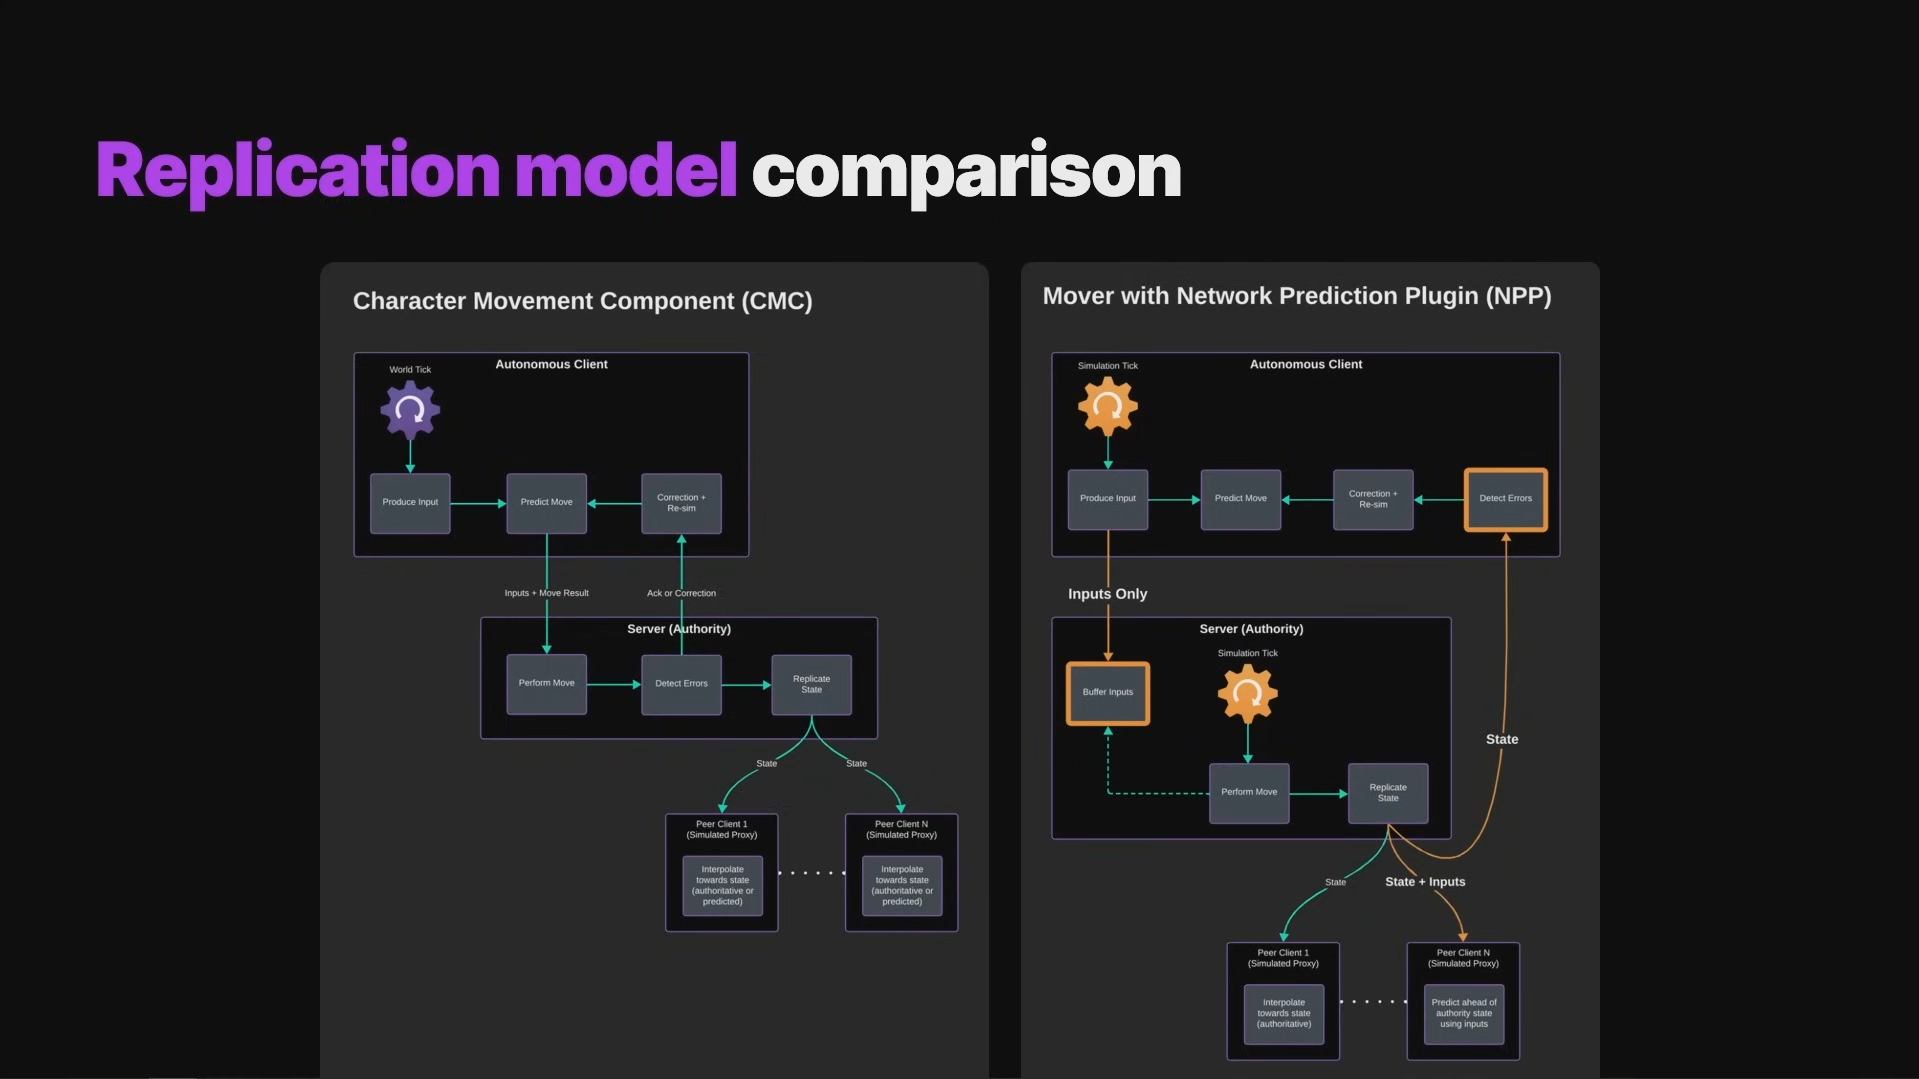 Replication model comparison
Character Movement Component (CMC)
Autonomous Client
World Tick
Produce Input
Predict Move
Correction +
Re-sim
Inputs + Move Result
Ack or Correction
Server (Authority)
Perform Move
Detect Errors
Replicate
State
State
State
Peer Client 1
(Simulated Proxy)
Interpolate
towards state
(authoritative or
predicted)
Peer Client N
(Simulated Proxy)
Interpolate
towards state
(authoritative or
predicted)
Mover with Network Prediction Plugin (NPP)
Autonomous Client
Simulation Tick
Produce Input
Predict Move
Correction +
Re-sim
Detect Errors
Inputs Only
Server (Authority)
Simulation Tick
Buffer Inputs
State
Perform Move
Replicate
State
State
State + Inputs
Peer Client 1
(Simulated Proxy)
Interpolate
towards state
(authoritative)
Peer Client N
(Simulated Proxy)
Predict ahead of
authority state
using inputs